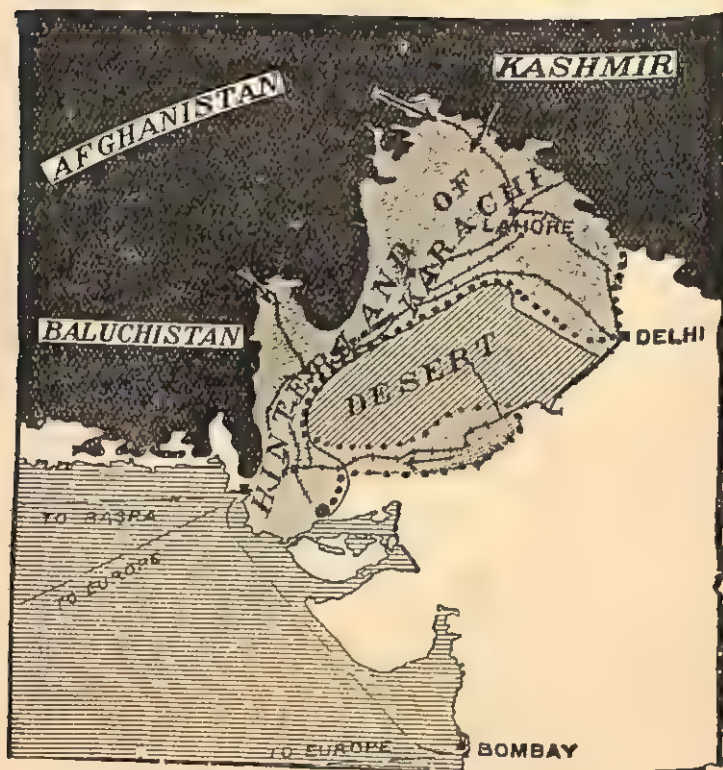 KASHMIR
AFGHANISTAN
HINTERLAND OF
KARACHI
LAHORE
BALUCHISTAN
DELHI
DESERT
TO BASRA
TO EUROPE
TO EUROPE
BOMBAY